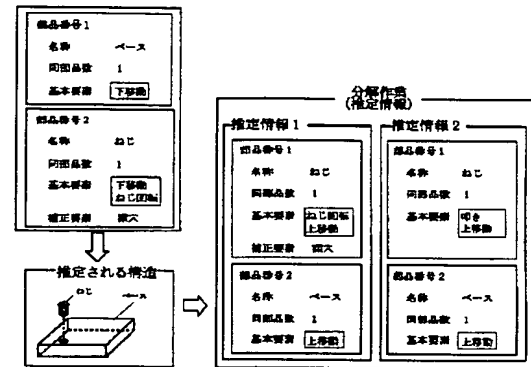 部品番号1
名称 ベース
同部品数 1
基本要素 下移動
部品番号2
名称 ねじ
同部品数 1
基本要素 下移動
ねじ回転
補正要素
推定される構造
ねじ
ベース
分解作業
(推定情報)
推定情報1
部品番号1
名称 ねじ
同部品数 1
基本要素 ねじ回転
上移動
補正要素
部品番号2
名称 ベース
同部品数 1
基本要素 上移動
推定情報2
部品番号1
名称 ねじ
同部品数 1
基本要素 叩き
上移動
部品番号2
名称 ベース
同部品数 1
基本要素 上移動